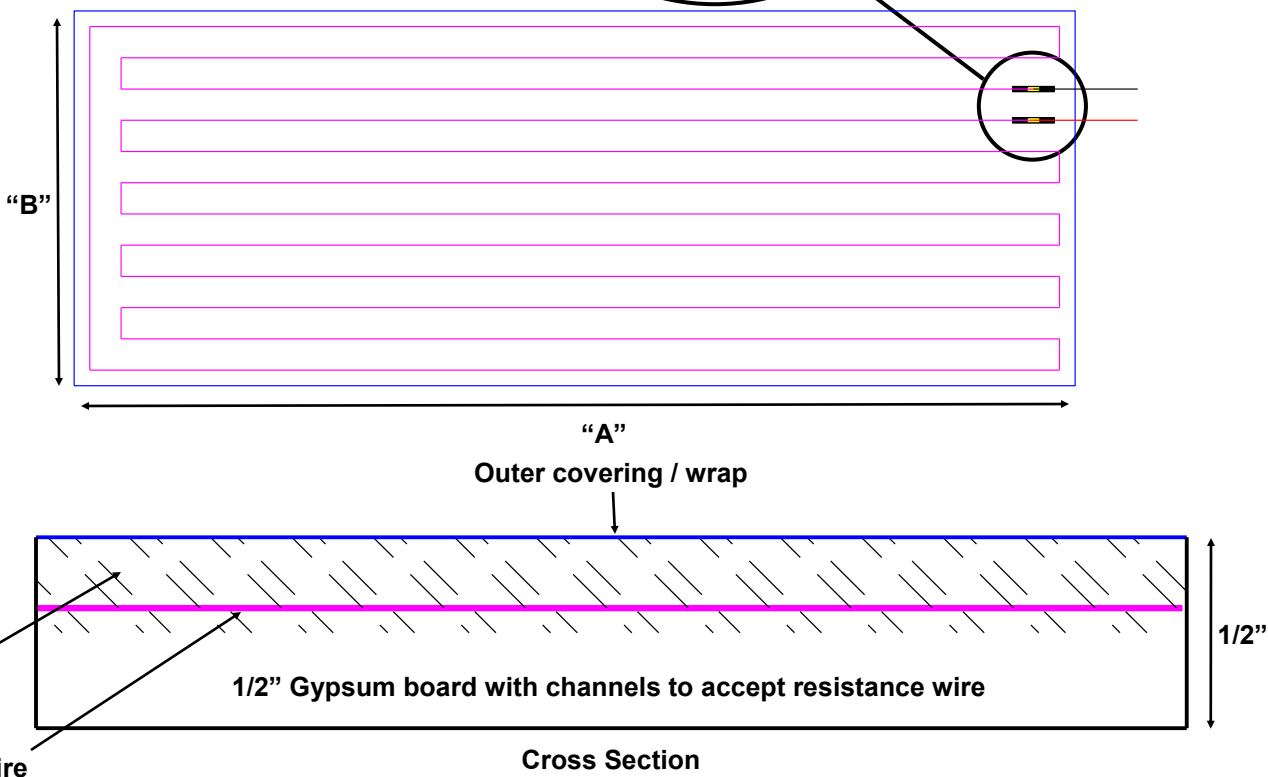 “B”
“A”
Outer covering / wrap
1/2”
1/2” Gypsum board with channels to accept resistance wire
Cross Section